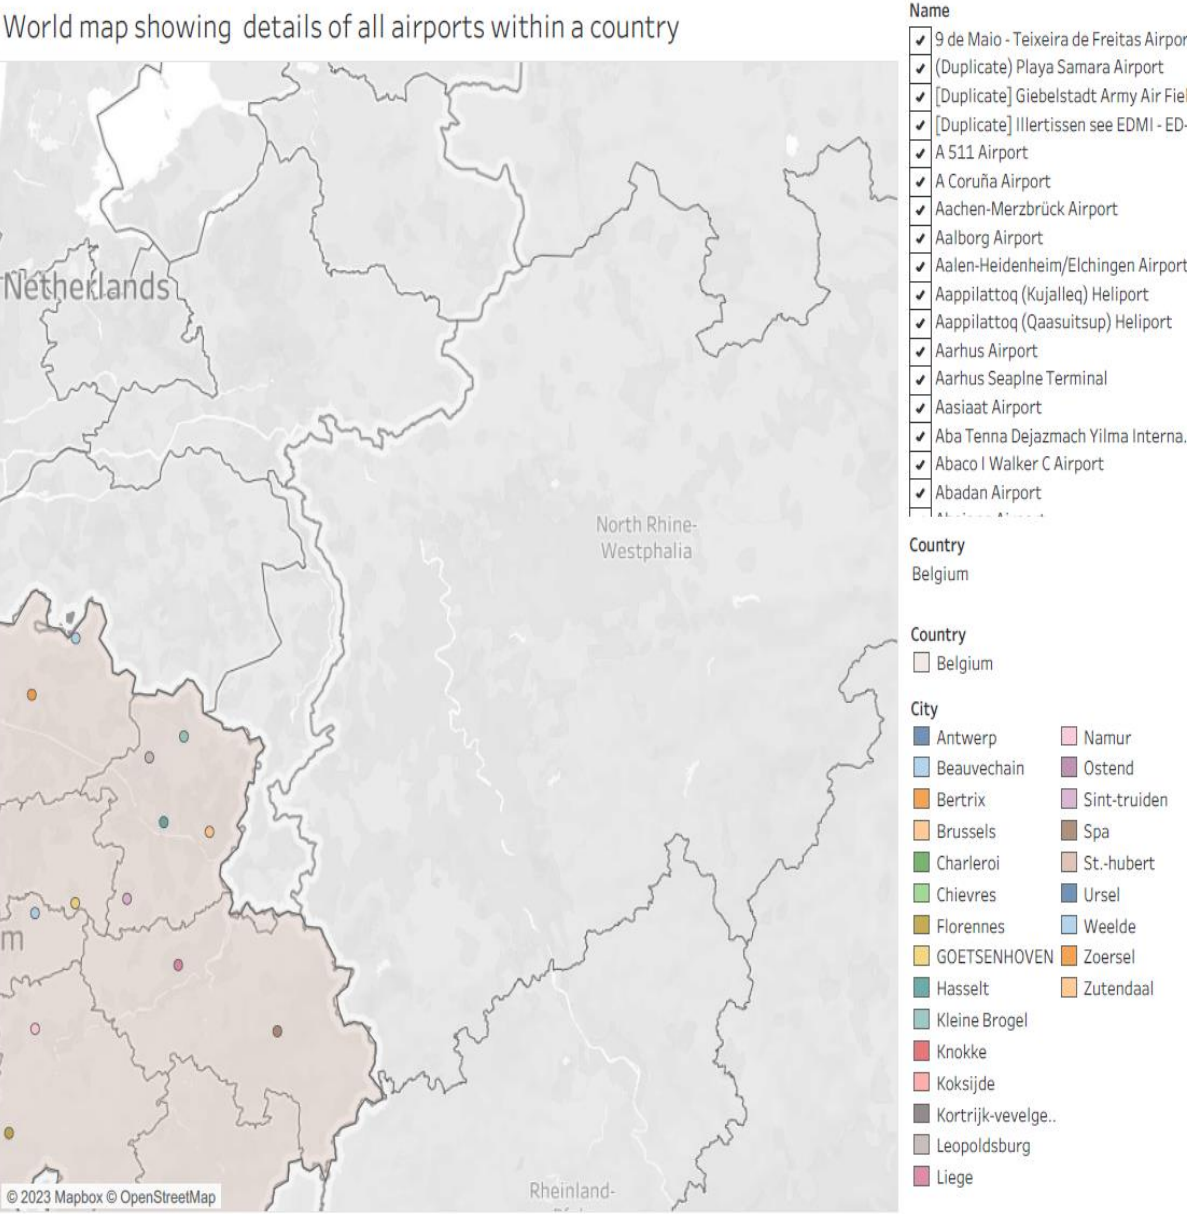 World map showing details of all airports within a country
Netherlands
North Rhine-
Westphalia
m
Rheinland-
© 2023 Mapbox © OpenStreetMap
Name
9 de Maio - Teixeira de Freitas Airpor
(Duplicate) Playa Samara Airport
[Duplicate] Giebelstadt Army Air Fiel
[Duplicate] Illertissen see EDMI - ED-
A 511 Airport
A Coruña Airport
Aachen-Merzbrück Airport
Aalborg Airport
Aalen-Heidenheim/Elchingen Airport
Aappilattoq (Kujalleq) Heliport
Aappilattoq (Qaasuitsup) Heliport
Aarhus Airport
Aarhus Seaplne Terminal
Aasiaat Airport
Aba Tenna Dejazmach Yilma Interna.
Abaco I Walker C Airport
Abadan Airport
Country
Belgium
Country
Belgium
City
Antwerp
Beauvechain
Bertrix
Brussels
Charleroi
Chievres
Florennes
GOETSENHOVEN
Hasselt
Kleine Brogel
Knokke
Koksijde
Kortrijk-vevelge..
Leopoldsburg
Liege
Namur
Ostend
Sint-truiden
Spa
St.-hubert
Ursel
Weelde
Zoersel
Zutendaal